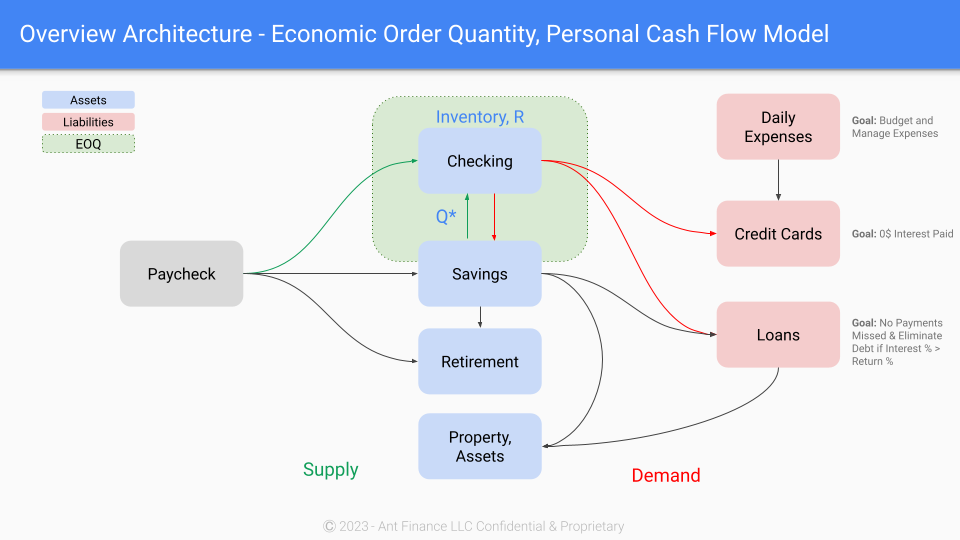 Overview Architecture - Economic Order Quantity, Personal Cash Flow Model
Assets
Liabilities
EOQ
Inventory, R
Checking
Q*
Paycheck
Savings
Retirement
Property,
Assets
Daily
Expenses
Goal: Budget and
Manage Expenses
Credit Cards
Goal: 0$ Interest Paid
Loans
Goal: No Payments
Missed & Eliminate
Debt if Interest % >
Return %
Supply
Demand
Ⓒ 2023 - Ant Finance LLC Confidential & Proprietary